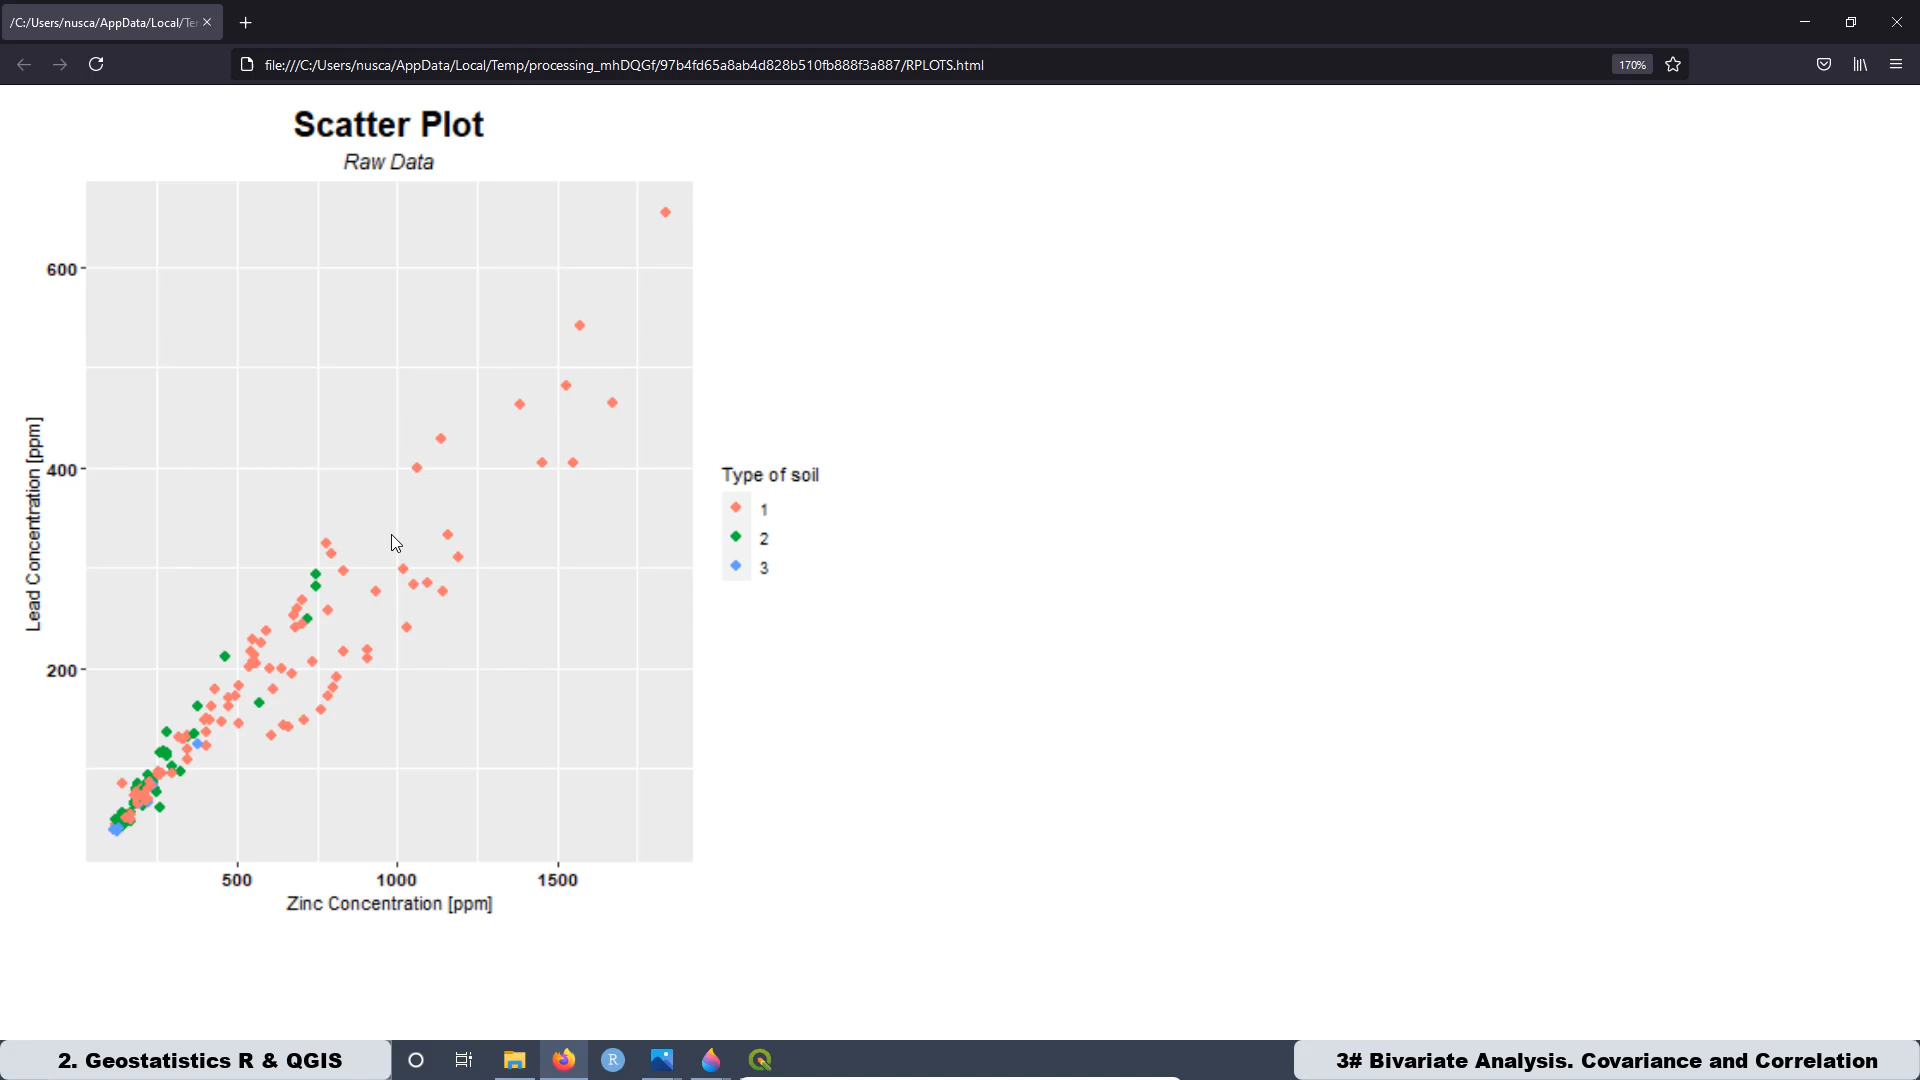 /C:/Users/nusca/AppData/Local/Te
file:///C:/Users/nusca/AppData/Local/Temp/processing_mhDQGf/97b4fd65a8ab4d828b510fb888f3a887/RPLOTS.html
170%
Scatter Plot
Raw Data
600
400
200
Lead Concentration [ppm]
500 1000 1500
Zinc Concentration [ppm]
Type of soil
1
2
3
2. Geostatistics R & QGIS
R
3# Bivariate Analysis. Covariance and Correlation